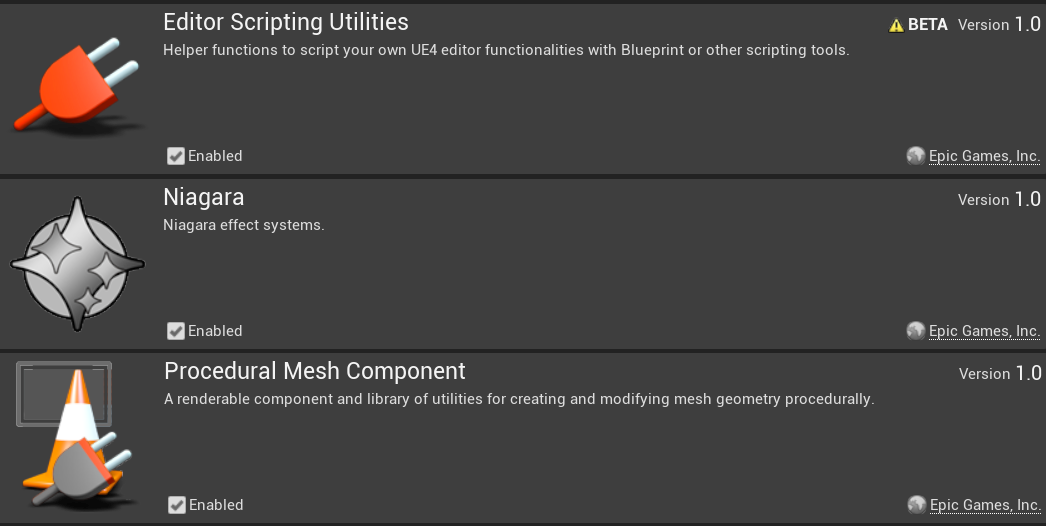 Editor Scripting Utilities
BETA Version 1.0
Helper functions to script your own UE4 editor functionalities with Blueprint or other scripting tools.
Enabled
Epic Games, Inc.
Niagara
Version 1.0
Niagara effect systems.
Enabled
Epic Games, Inc.
Procedural Mesh Component
Version 1.0
A renderable component and library of utilities for creating and modifying mesh geometry procedurally.
Enabled
Epic Games, Inc.